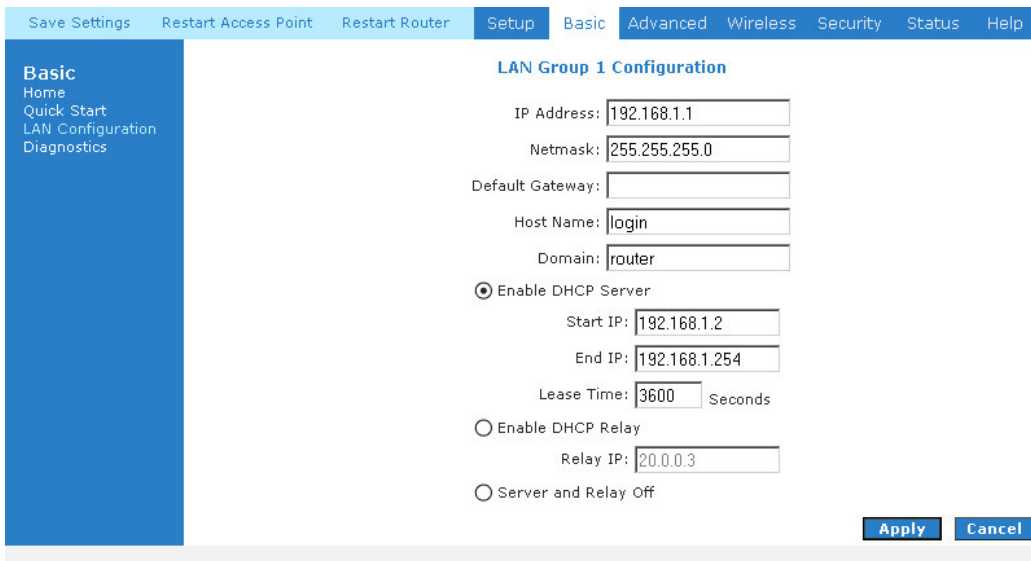 Save Settings Restart Access Point Restart Router Setup Basic Advanced Wireless Security Status Help
Basic
Home
Quick Start
LAN Configuration
Diagnostics
LAN Group 1 Configuration
IP Address: 192.168.1.1
Netmask: 255.255.255.0
Default Gateway:
Host Name: login
Domain: router
Enable DHCP Server
Start IP: 192.168.1.2
End IP: 192.168.1.254
Lease Time: 3600 Seconds
Enable DHCP Relay
Relay IP: 20.0.0.3
Server and Relay Off
Apply Cancel